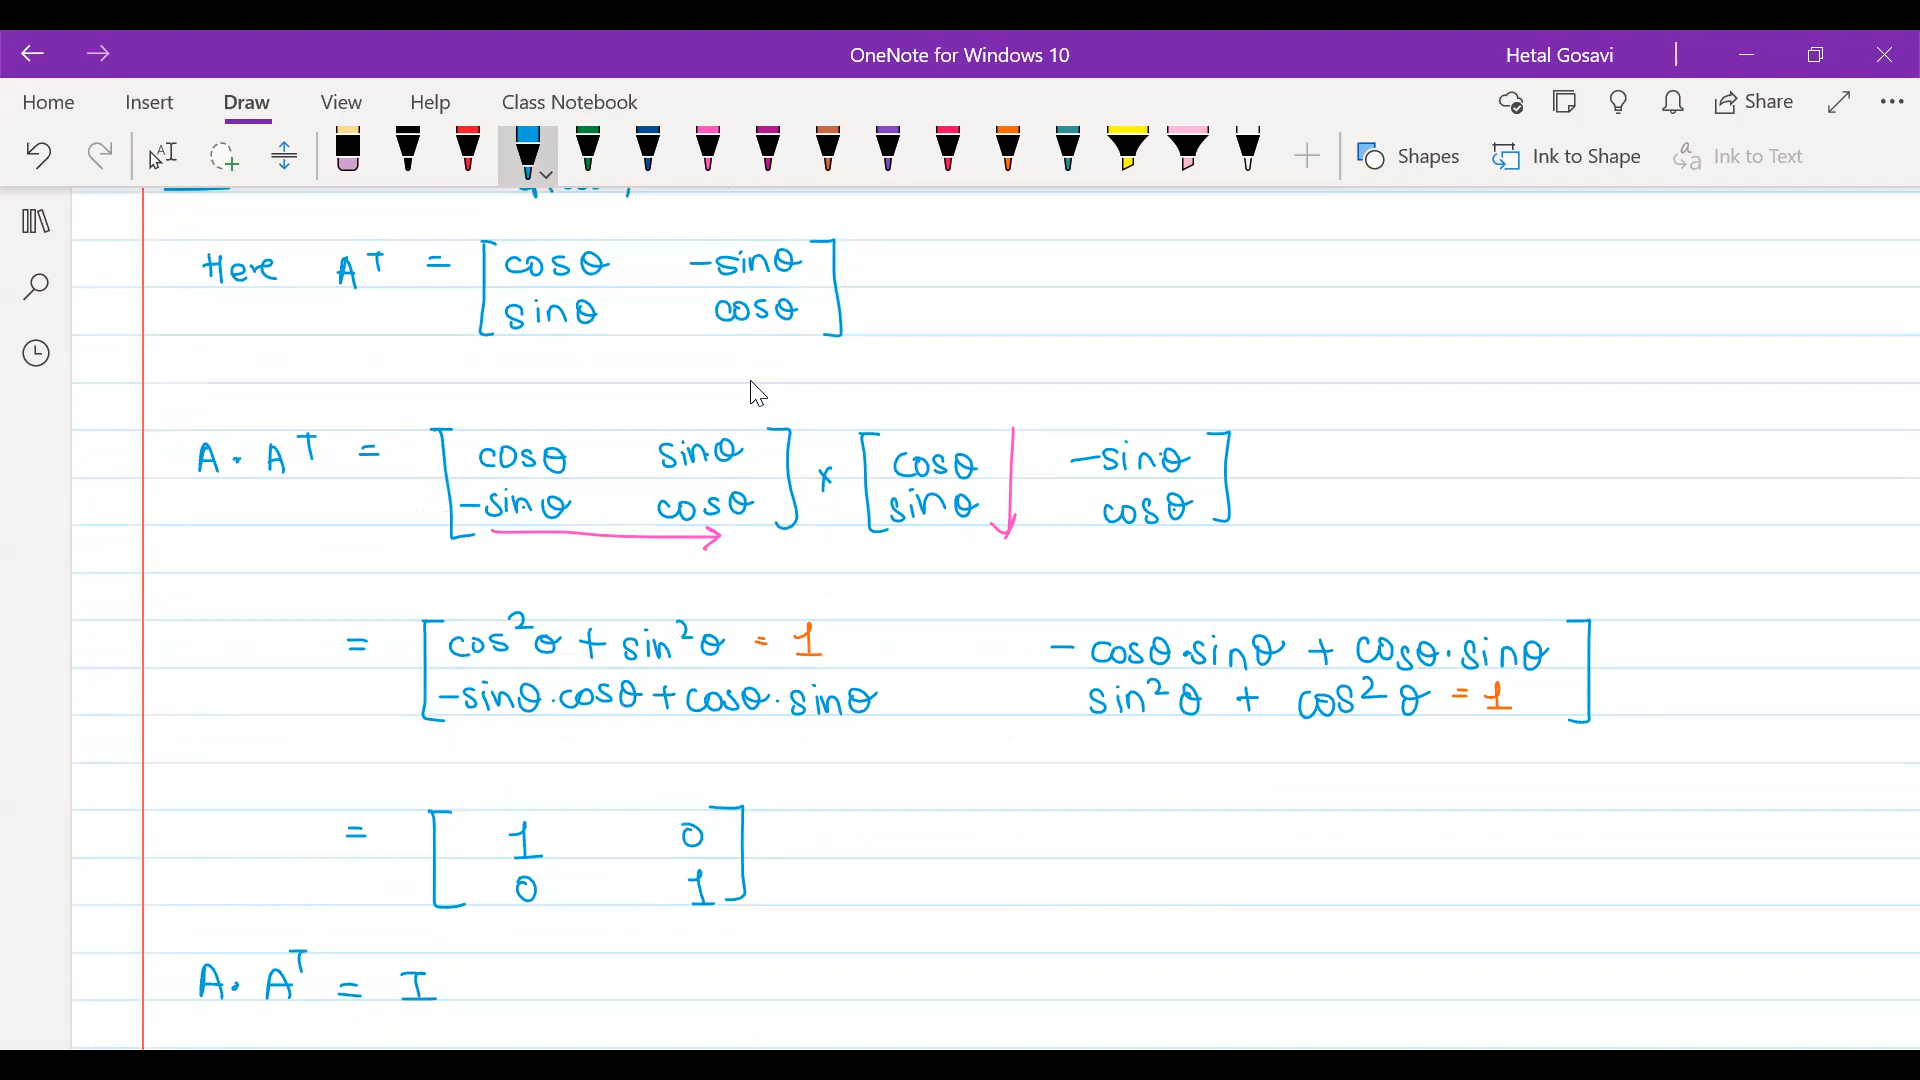 OneNote for Windows 10
Hetal Gosavi
Home Insert Draw View Help Class Notebook Share
Shapes Ink to Shape Ink to Text
Here A^T = [ cosθ -sinθ
sinθ cosθ ]
A · A^T = [ cosθ sinθ ] × [ cosθ -sinθ ]
-sinθ cosθ sinθ cosθ
= [ cos²θ + sin²θ = 1 - cosθ·sinθ + cosθ·sinθ ]
-sinθ·cosθ + cosθ·sinθ sin²θ + cos²θ = 1
= [ 1 0
0 1 ]
A · A^T = I